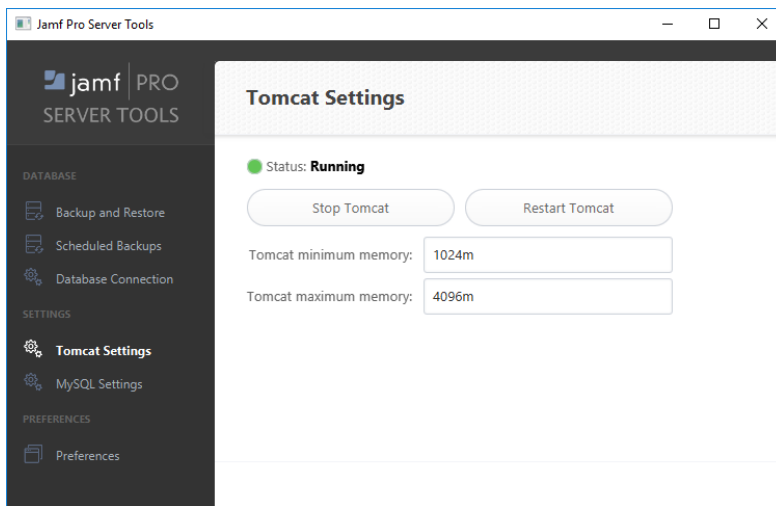 Jamf Pro Server Tools
jamf PRO
SERVER TOOLS
DATABASE
Backup and Restore
Scheduled Backups
Database Connection
SETTINGS
Tomcat Settings
MySQL Settings
PREFERENCES
Preferences
Tomcat Settings
Status: Running
Stop Tomcat Restart Tomcat
Tomcat minimum memory: 1024m
Tomcat maximum memory: 4096m